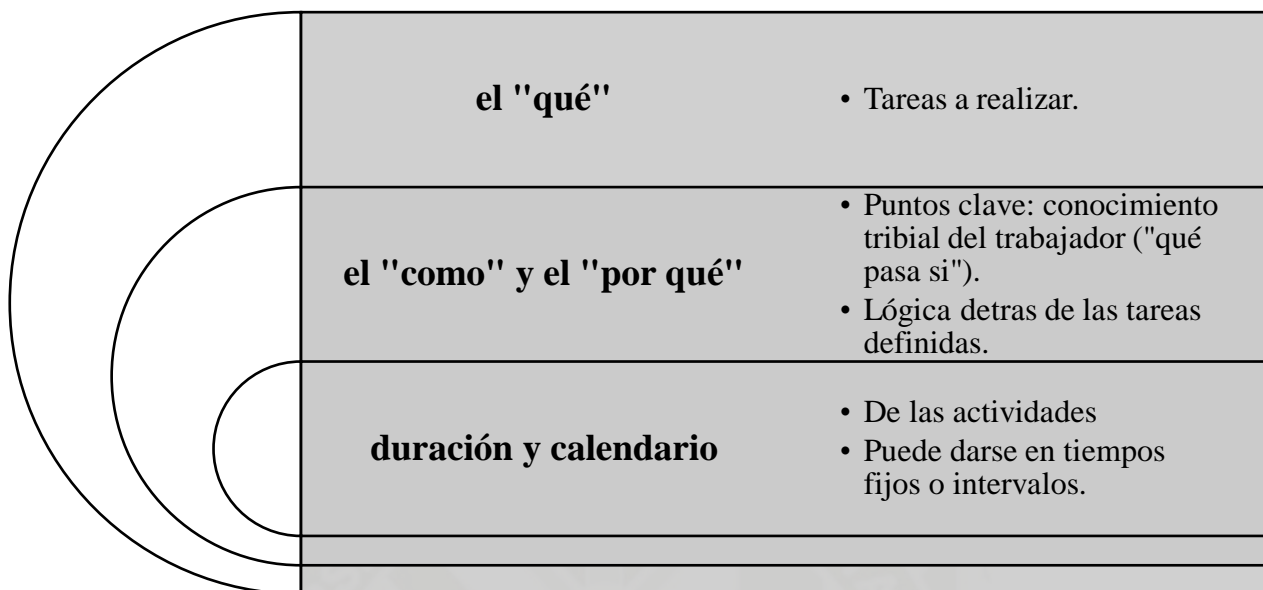 el "qué"
• Tareas a realizar.
el "como" y el "por qué"
• Puntos clave: conocimiento
tribial del trabajador ("qué
pasa si").
• Lógica detras de las tareas
definidas.
duración y calendario
• De las actividades
• Puede darse en tiempos
fijos o intervalos.